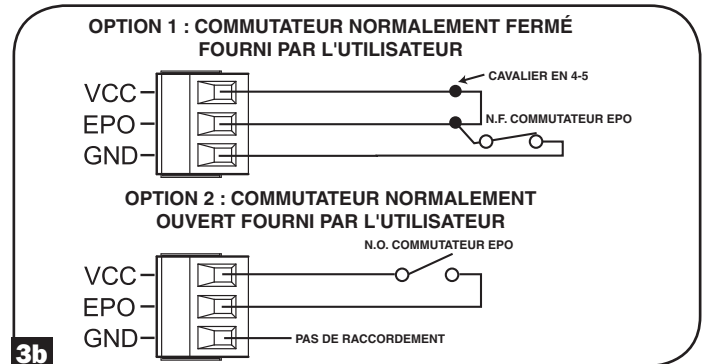 OPTION 1 : COMMUTATEUR NORMALEMENT FERMÉ
FOURNI PAR L'UTILISATEUR
CAVALIER EN 4-5
VCC
N.F. COMMUTATEUR EPO
EPO
GND
OPTION 2 : COMMUTATEUR NORMALEMENT
OUVERT FOURNI PAR L'UTILISATEUR
N.O. COMMUTATEUR EPO
VCC
EPO
GND
PAS DE RACCORDEMENT
3b